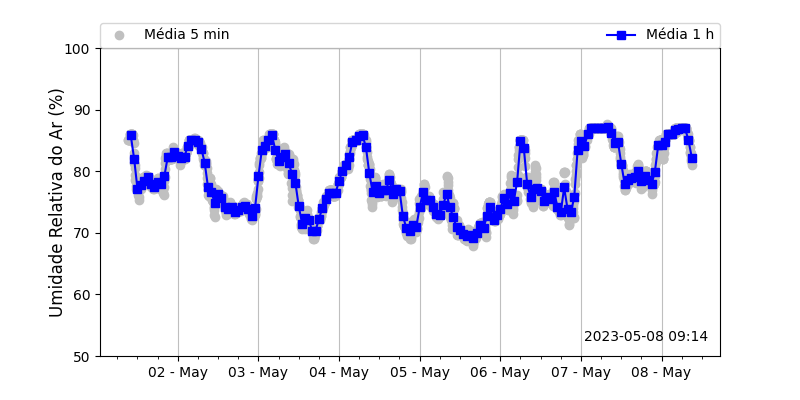 Média 5 min Média 1 h
Umidade Relativa do Ar (%)
100
90
80
70
60
50
2023-05-08 09:14
02 - May 03 - May 04 - May 05 - May 06 - May 07 - May 08 - May